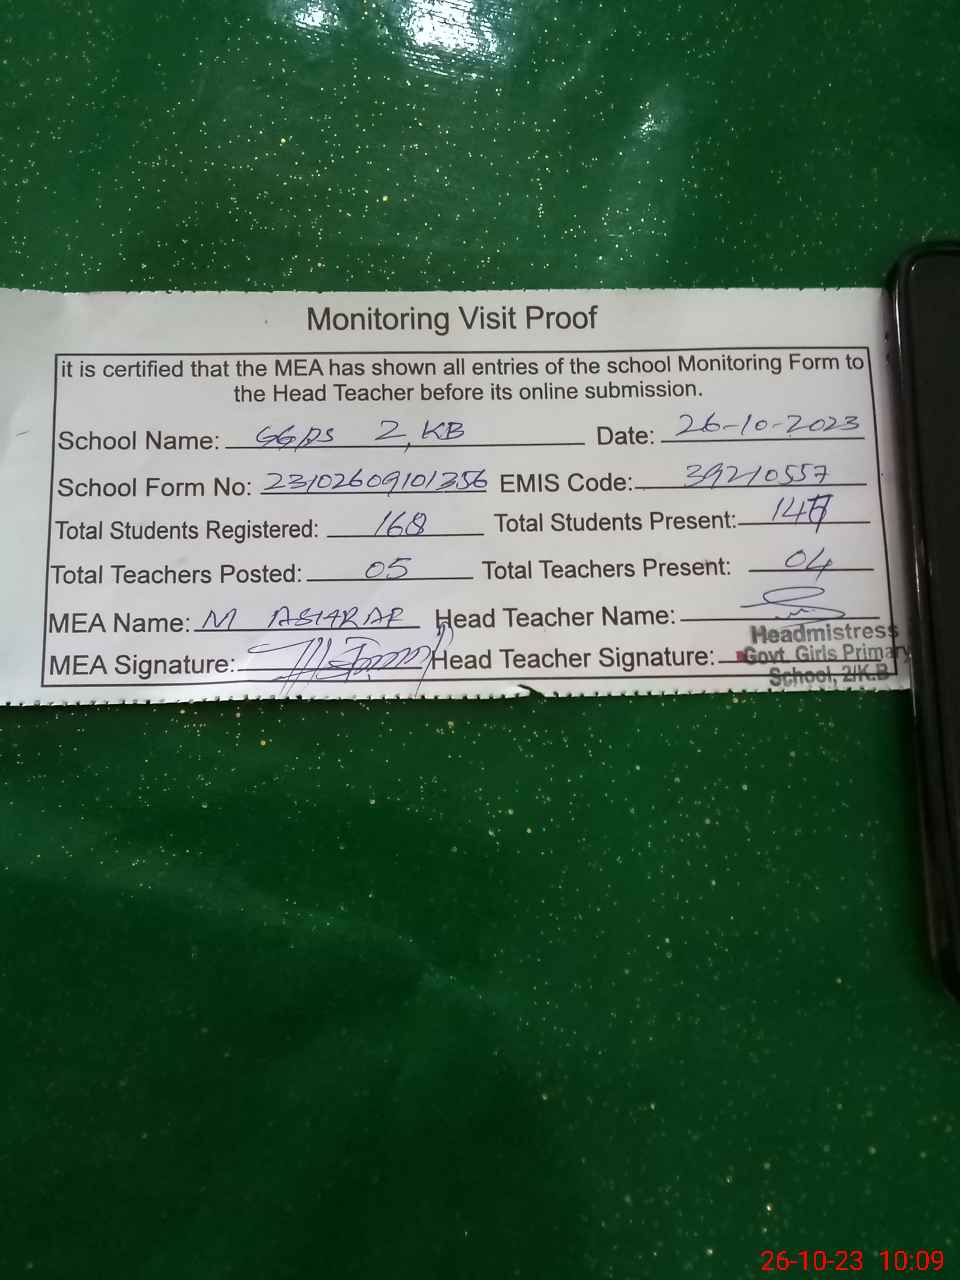 Monitoring Visit Proof
it is certified that the MEA has shown all entries of the school Monitoring Form to
the Head Teacher before its online submission.
School Name: GGPS 2, KB Date: 26-10-2023
School Form No: 23102609101356 EMIS Code: 39210557
Total Students Registered: 168 Total Students Present:
Total Teachers Posted: 05 Total Teachers Present: 04
MEA Name: M ASHRAF Head Teacher Name:
MEA Signature: Head Teacher Signature:
Headmistress
Govt. Girls Primary
School, 2/K.B
26-10-23 10:09